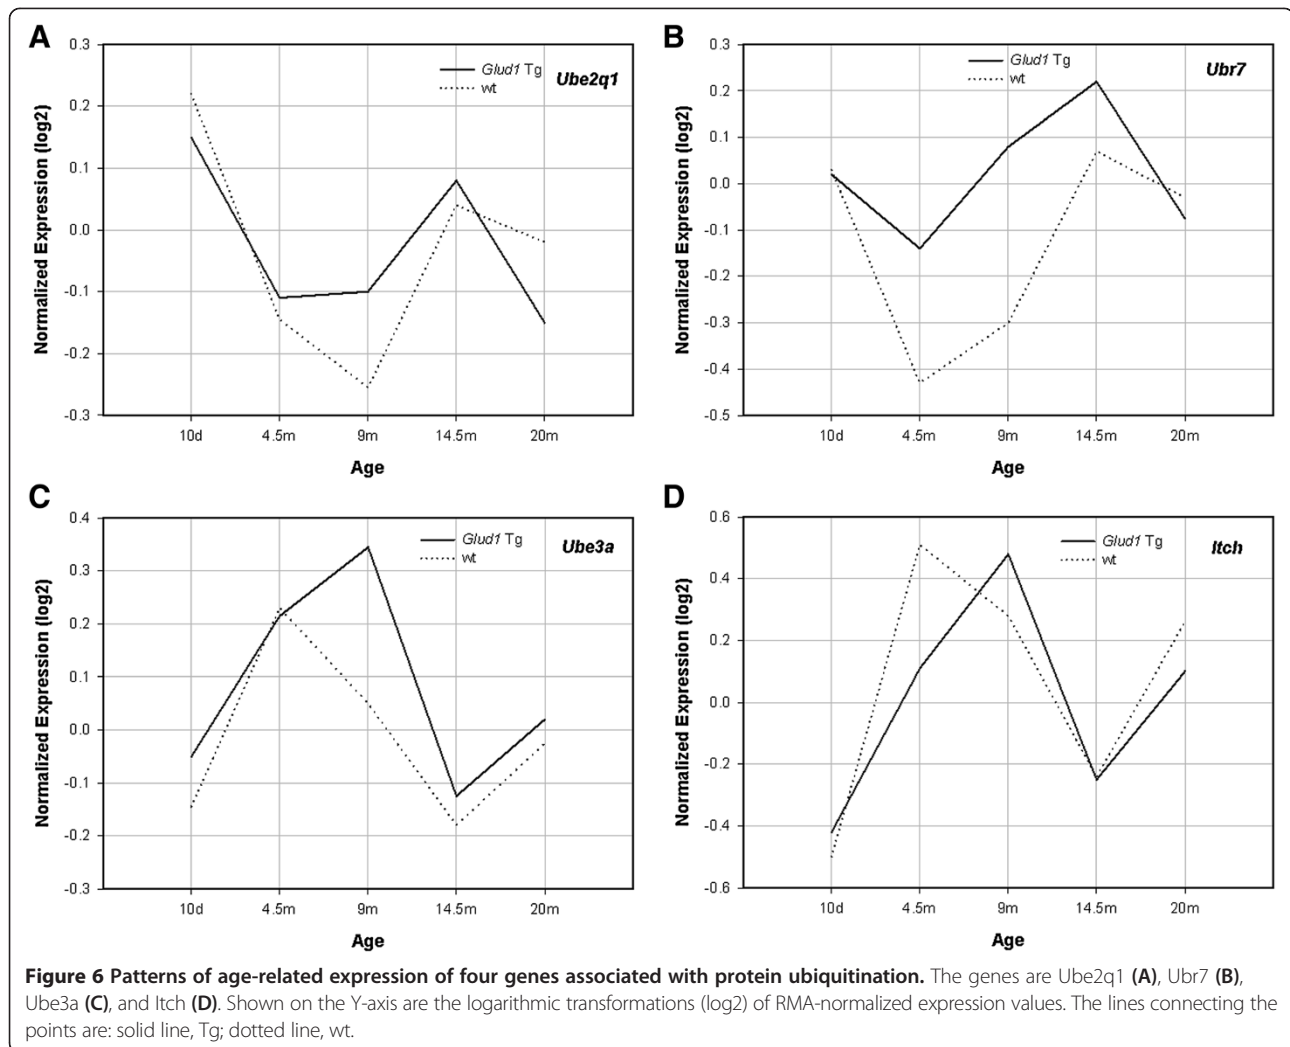 A
0.3
0.2
0.1
0.0
-0.1
-0.2
-0.3
Normalized Expression (log2)
Glud1 Tg
wt
Ube2q1
10d 4.5m 9m 14.5m 20m
Age
B
0.3
0.2
0.1
0.0
-0.1
-0.2
-0.3
-0.4
-0.5
Normalized Expression (log2)
Glud1 Tg
wt
Ubr7
10d 4.5m 9m 14.5m 20m
Age
C
0.4
0.3
0.2
0.1
0.0
-0.1
-0.2
-0.3
Normalized Expression (log2)
Glud1 Tg
wt
Ube3a
10d 4.5m 9m 14.5m 20m
Age
D
0.6
0.4
0.2
0.0
-0.2
-0.4
-0.6
Normalized Expression (log2)
Glud1 Tg
wt
Itch
10d 4.5m 9m 14.5m 20m
Age
Figure 6 Patterns of age-related expression of four genes associated with protein ubiquitination. The genes are Ube2q1 (A), Ubr7 (B),
Ube3a (C), and Itch (D). Shown on the Y-axis are the logarithmic transformations (log2) of RMA-normalized expression values. The lines connecting the
points are: solid line, Tg; dotted line, wt.